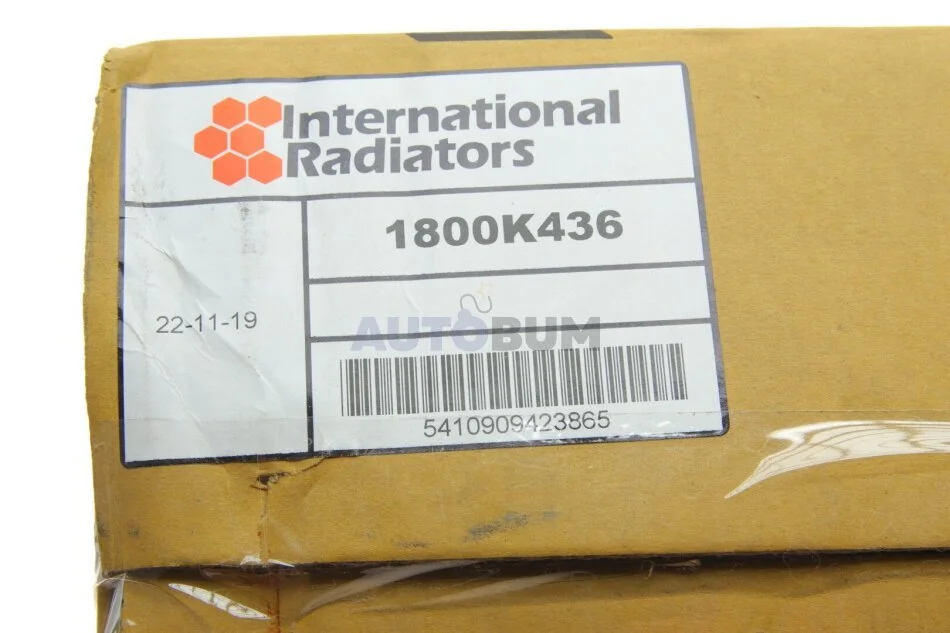 International
Radiators
1800K436
22-11-19
AUTOBUM
5410909423865